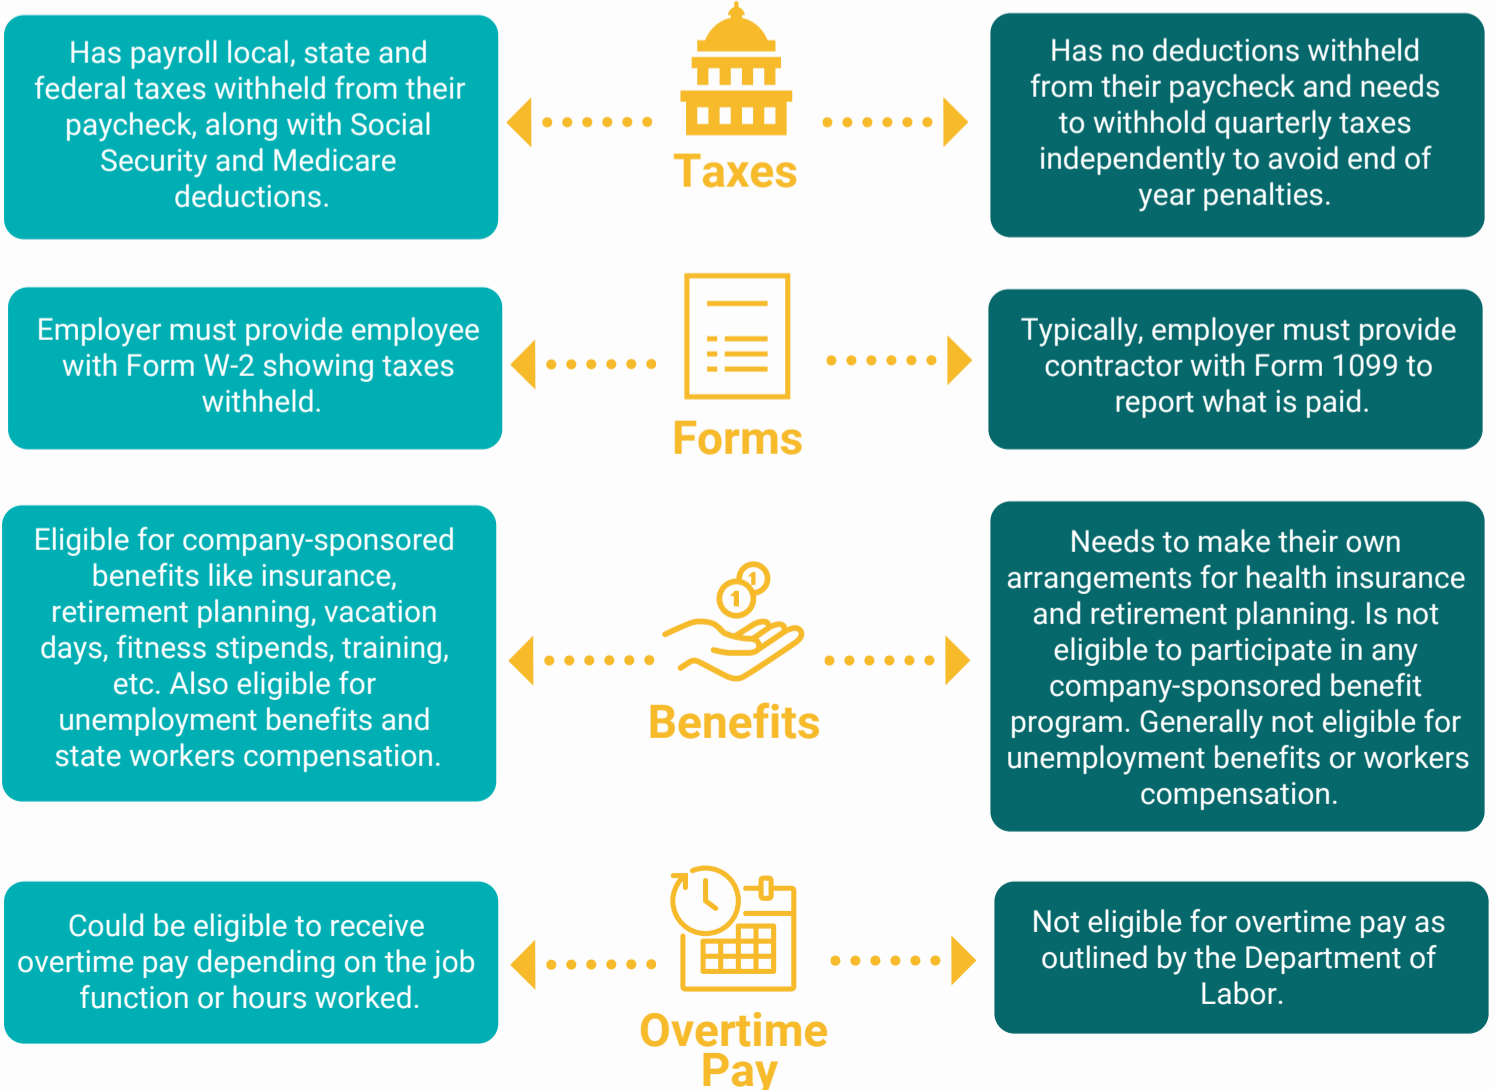 Has payroll local, state and
federal taxes withheld from their
paycheck, along with Social
Security and Medicare
deductions.
Taxes
Has no deductions withheld
from their paycheck and needs
to withhold quarterly taxes
independently to avoid end of
year penalties.
Employer must provide employee
with Form W-2 showing taxes
withheld.
Forms
Typically, employer must provide
contractor with Form 1099 to
report what is paid.
Eligible for company-sponsored
benefits like insurance,
retirement planning, vacation
days, fitness stipends, training,
etc. Also eligible for
unemployment benefits and
state workers compensation.
1
1
Benefits
Needs to make their own
arrangements for health insurance
and retirement planning. Is not
eligible to participate in any
company-sponsored benefit
program. Generally not eligible for
unemployment benefits or workers
compensation.
Could be eligible to receive
overtime pay depending on the job
function or hours worked.
Overtime
Pay
Not eligible for overtime pay as
outlined by the Department of
Labor.